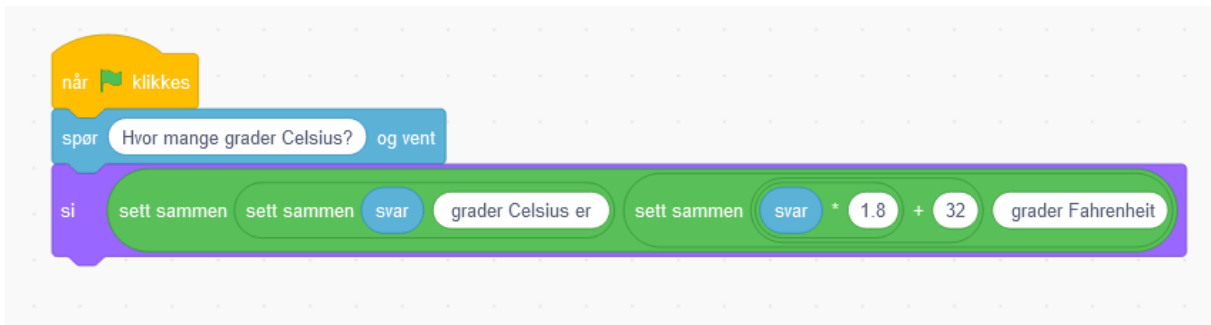 når klikkes
spør Hvor mange grader Celsius? og vent
si sett sammen sett sammen svar grader Celsius er sett sammen svar * 1.8 + 32 grader Fahrenheit